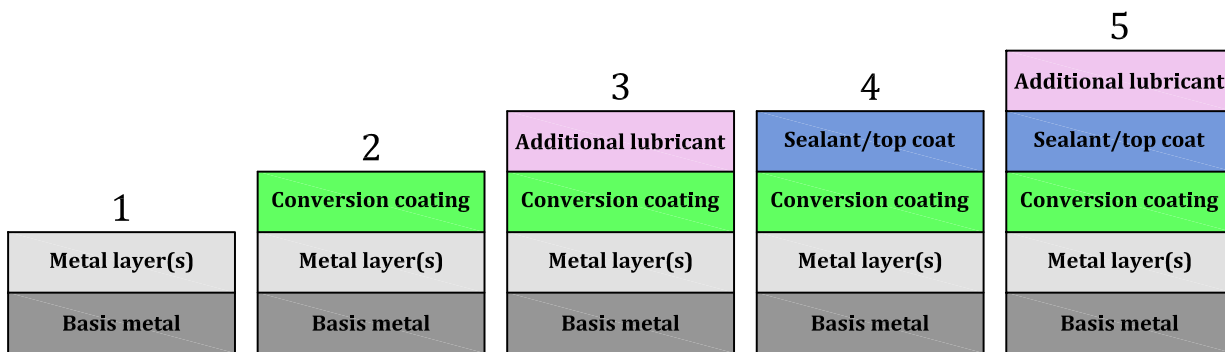 1
Metal layer(s)
Basis metal
2
Conversion coating
Metal layer(s)
Basis metal
3
Additional lubricant
Conversion coating
Metal layer(s)
Basis metal
4
Sealant/top coat
Conversion coating
Metal layer(s)
Basis metal
5
Additional lubricant
Sealant/top coat
Conversion coating
Metal layer(s)
Basis metal